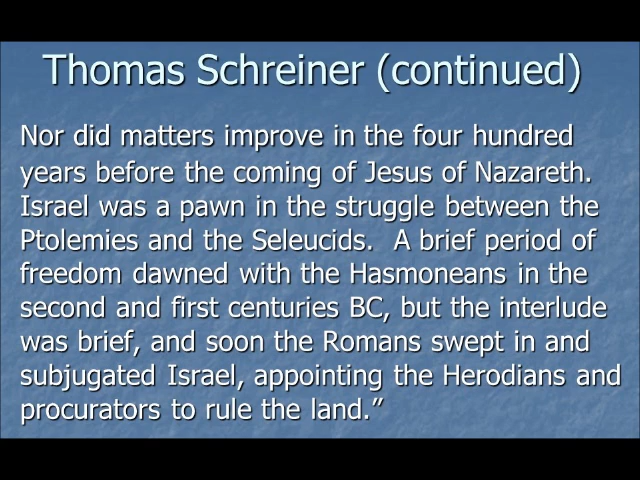 Thomas Schreiner (continued)
Nor did matters improve in the four hundred
years before the coming of Jesus of Nazareth.
Israel was a pawn in the struggle between the
Ptolemies and the Seleucids.  A brief period of
freedom dawned with the Hasmoneans in the
second and first centuries BC, but the interlude
was brief, and soon the Romans swept in and
subjugated Israel, appointing the Herodians and
procurators to rule the land.”